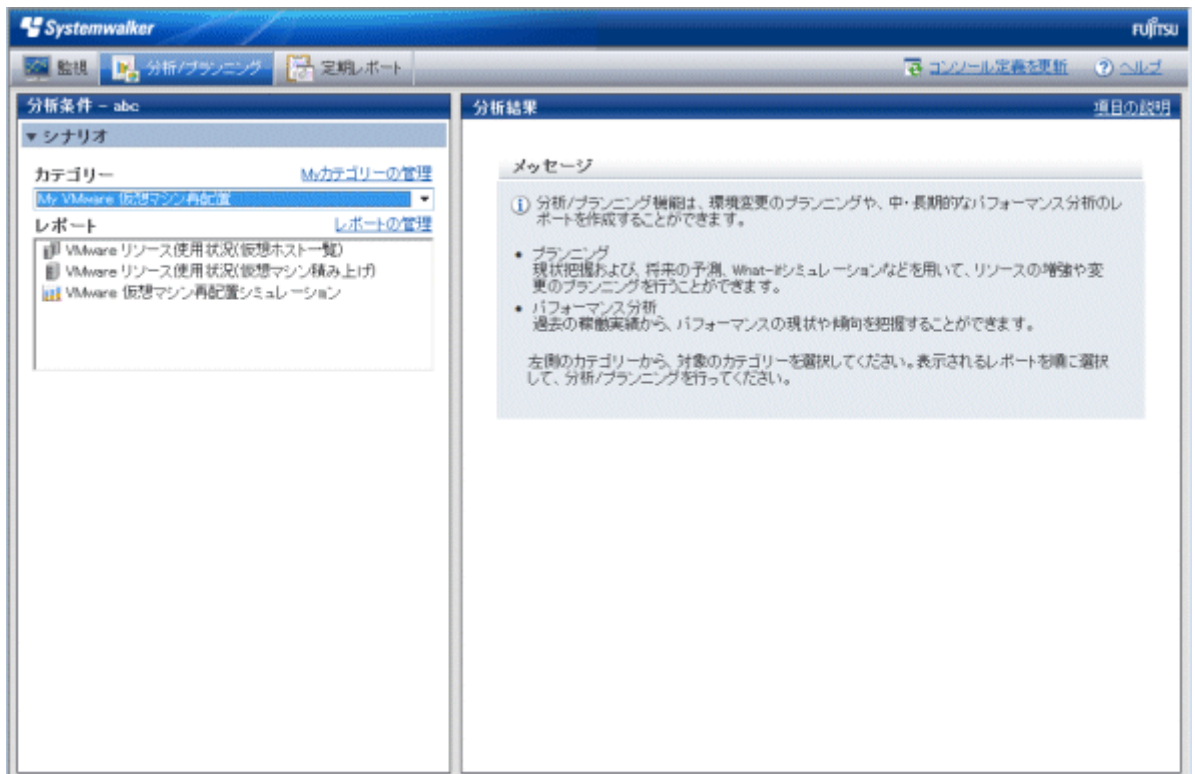 Systemwalker
FUJITSU
監視
分析/プランニング
定期レポート
コンソール定義を更新
ヘルプ
分析条件 - abc
▼シナリオ
カテゴリー
Myカテゴリーの管理
My VMware 仮想マシン再配置
レポート
レポートの管理
VMware リソース使用状況(仮想ホスト一覧)
VMware リソース使用状況(仮想マシン積み上げ)
VMware 仮想マシン再配置シミュレーション
分析結果
項目の説明
メッセージ
分析/プランニング機能は、環境変更のプランニングや、中・長期的なパフォーマンス分析のレ
ポートを作成することができます。
• プランニング
現状把握および、将来の予測、What-ifシミュレーションなどを用いて、リソースの増強や変
更のプランニングを行うことができます。
• パフォーマンス分析
過去の稼働実績から、パフォーマンスの現状や傾向を把握することができます。
左側のカテゴリーから、対象のカテゴリーを選択してください。表示されるレポートを順に選択
して、分析/プランニングを行ってください。